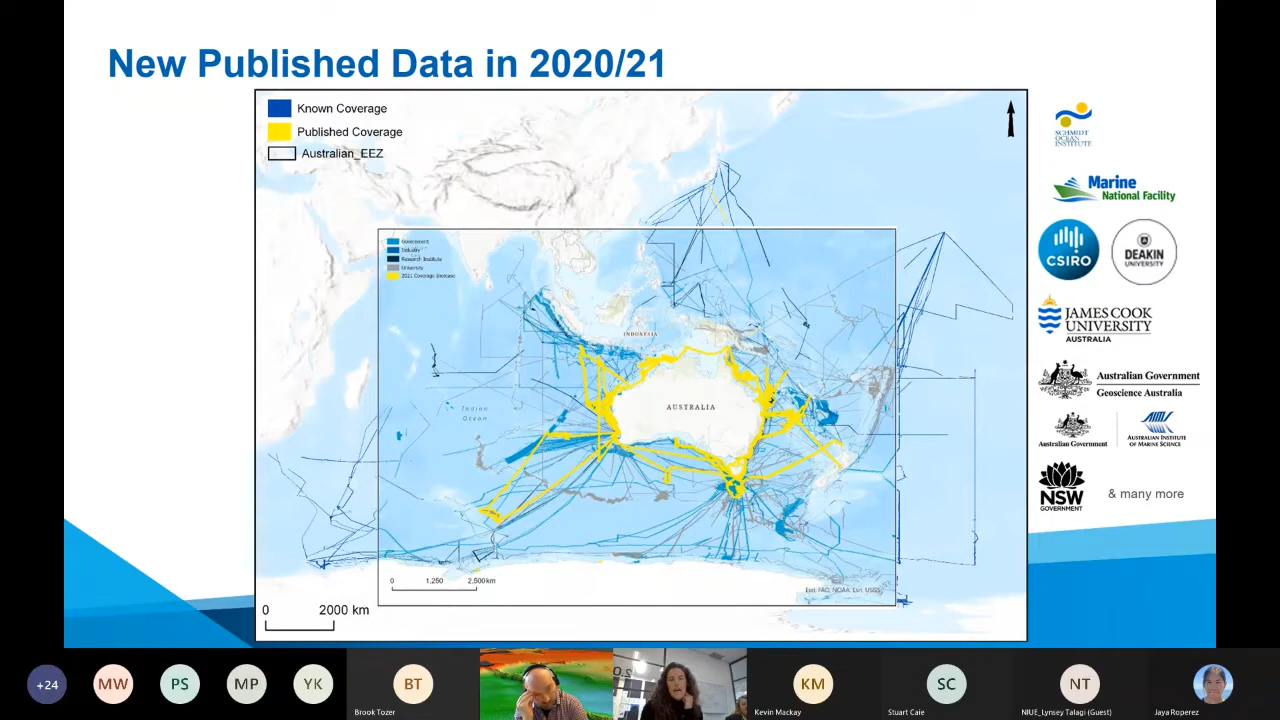 New Published Data in 2020/21
Known Coverage
Published Coverage
Australian_EEZ
Government
Industry
Research Institute
University
2021 Coverage Increase
INDONESIA
AUSTRALIA
Indian
Ocean
0 1,250 2,500 km
Esri, FAO, NOAA, Esri, USGS
0 2000 km
SCHMIDT
OCEAN
INSTITUTE
Marine
National Facility
CSIRO
DEAKIN
UNIVERSITY
JAMES COOK
UNIVERSITY
AUSTRALIA
Australian Government
Geoscience Australia
Australian Government
AIMS
AUSTRALIAN INSTITUTE
OF MARINE SCIENCE
NSW
GOVERNMENT
& many more
+24
MW
PS
MP
YK
BT
Brook Tozer
KM
Kevin Mackay
SC
Stuart Caie
NT
NIUE_Lynsey Talagi (Guest)
Jaya Roperez